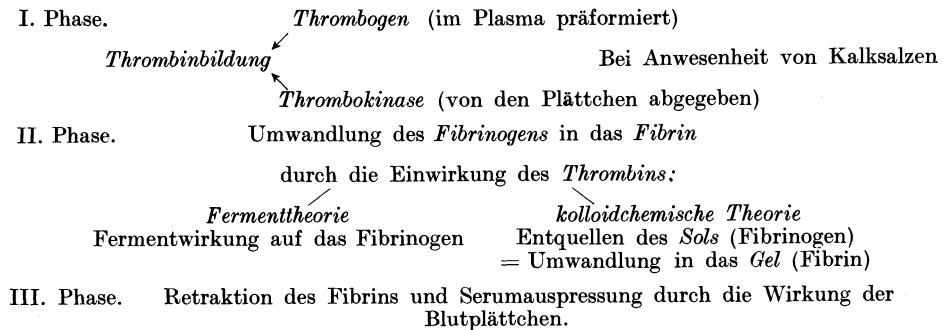 I. Phase. Thrombogen (im Plasma präformiert)
Thrombinbildung Bei Anwesenheit von Kalksalzen
Thrombokinase (von den Plättchen abgegeben)
II. Phase. Umwandlung des Fibrinogens in das Fibrin
durch die Einwirkung des Thrombins:
Fermenttheorie kolloidchemische Theorie
Fermentwirkung auf das Fibrinogen Entquellen des Sols (Fibrinogen)
= Umwandlung in das Gel (Fibrin)
III. Phase. Retraktion des Fibrins und Serumauspressung durch die Wirkung der
Blutplättchen.